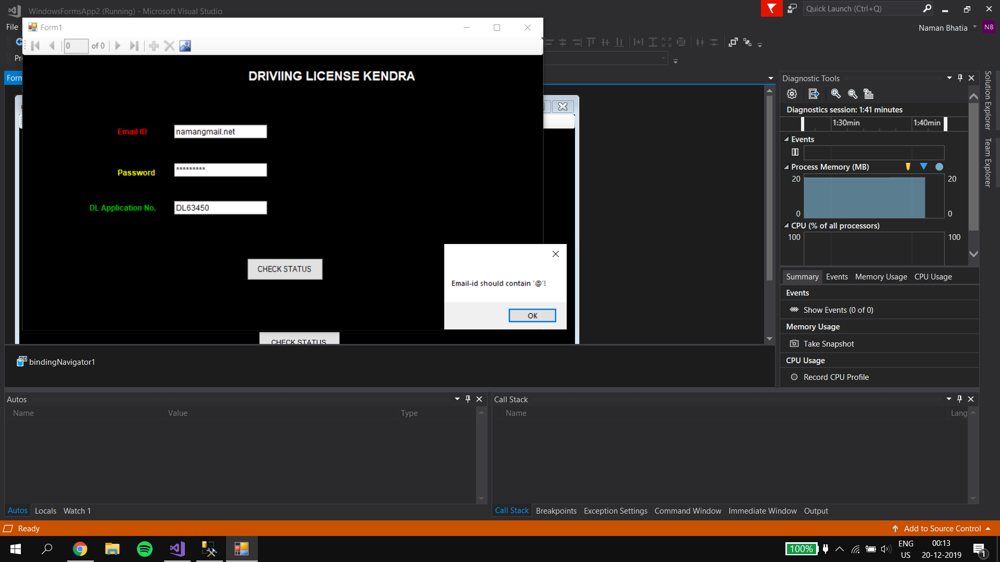 WindowsFormsApp2 (Running) - Microsoft Visual Studio
Quick Launch (Ctrl+Q)
File
Naman Bhatia
NB
Form1
0
of 0
Pr
Form
DRIVIING LICENSE KENDRA
Email ID
namangmail.net
Password
*********
DL Application No.
DL63450
CHECK STATUS
Email-id should contain '@'!
OK
CHECK STATUS
bindingNavigator1
Diagnostic Tools
Diagnostics session: 1:41 minutes
1:30min
1:40min
Events
Process Memory (MB)
20
20
0
0
CPU (% of all processors)
100
100
Summary
Events
Memory Usage
CPU Usage
Events
Show Events (0 of 0)
Memory Usage
Take Snapshot
CPU Usage
Record CPU Profile
Solution Explorer
Team Explorer
Autos
Name
Value
Type
Autos
Locals
Watch 1
Call Stack
Name
Lang
Call Stack
Breakpoints
Exception Settings
Command Window
Immediate Window
Output
Ready
Add to Source Control
100%
ENG
US
00:13
20-12-2019
1